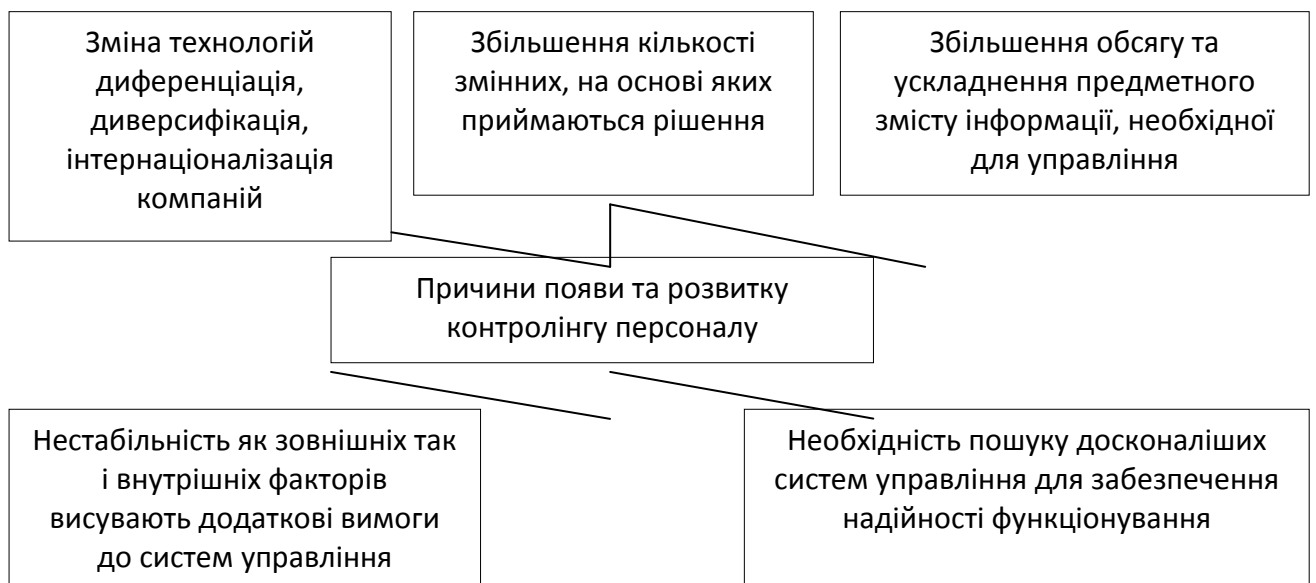 Зміна технологій
диференціація,
диверсифікація,
інтернаціоналізація
компаній
Збільшення кількості
змінних, на основі яких
приймаються рішення
Збільшення обсягу та
ускладнення предметного
змісту інформації, необхідної
для управління
Причини появи та розвитку
контролінгу персоналу
Нестабільність як зовнішніх так
і внутрішніх факторів
висувають додаткові вимоги
до систем управління
Необхідність пошуку досконаліших
систем управління для забезпечення
надійності функціонування